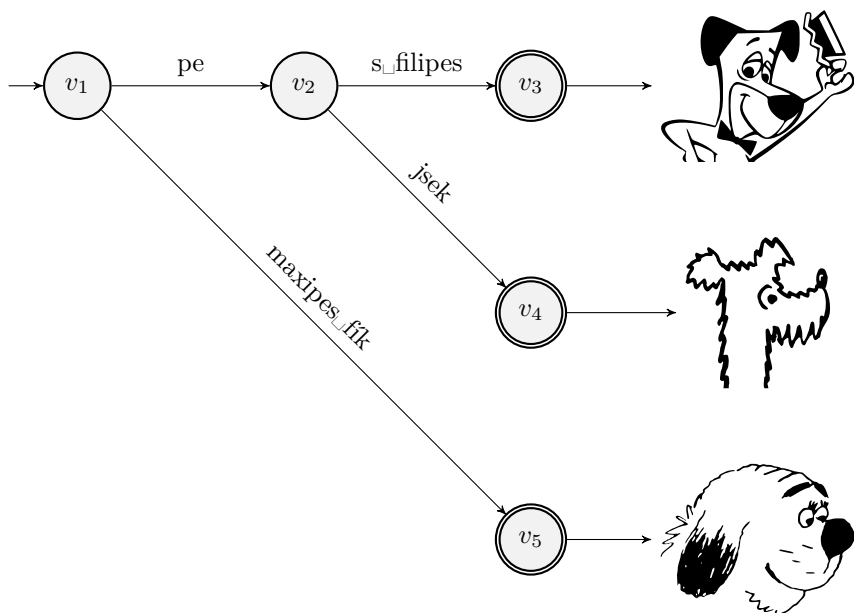 pe
s␣filipes
v1
v2
v3
jsek
maxipes␣fík
v4
v5